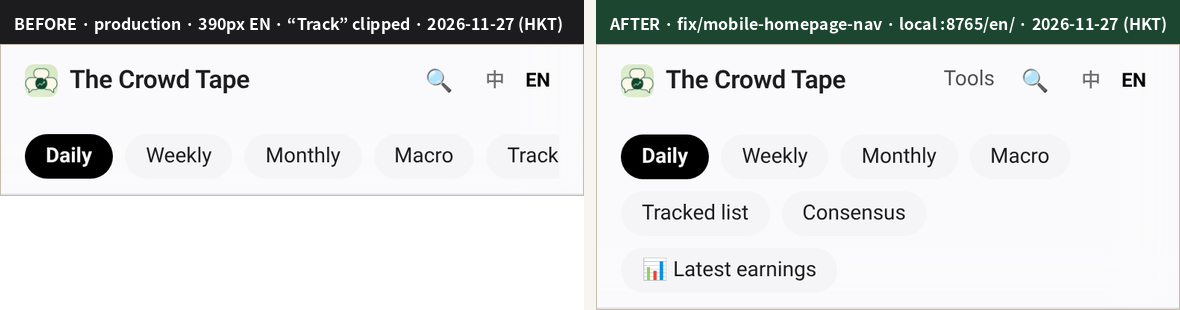 BEFORE · production · 390px EN · “Track” clipped · 2026-11-27 (HKT)
The Crowd Tape 中 EN
Daily Weekly Monthly Macro Track
AFTER · fix/mobile-homepage-nav · local :8765/en/ · 2026-11-27 (HKT)
The Crowd Tape Tools 中 EN
Daily Weekly Monthly Macro
Tracked list Consensus
Latest earnings